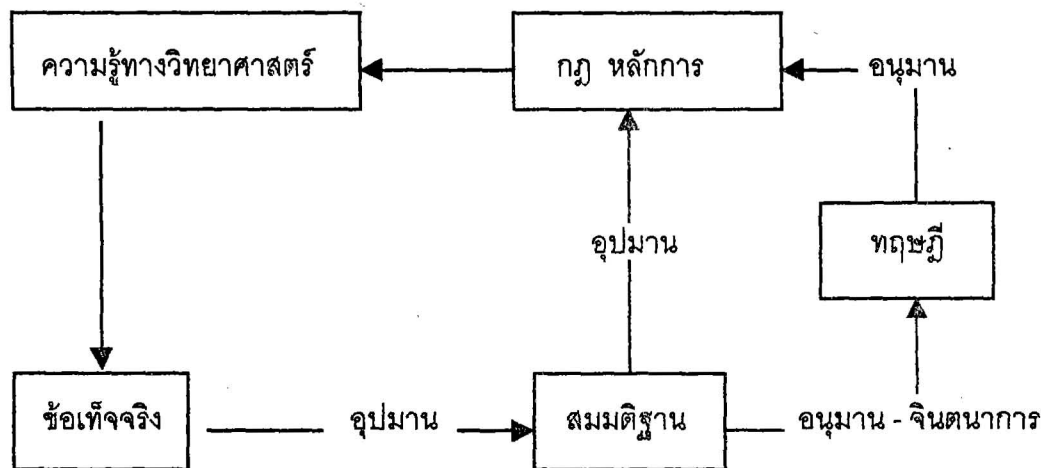 ความรู้ทางวิทยาศาสตร์
กฎ หลักการ
อนุมาน
อุปมาน
ทฤษฎี
ข้อเท็จจริง
อุปมาน
สมมติฐาน
อนุมาน - จินตนาการ